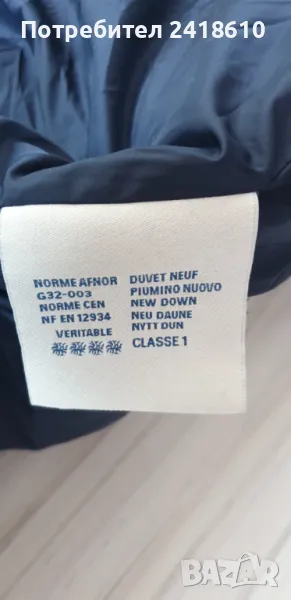 Потребител 2418610
NORME AFNOR
G32-003
NORME CEN
NF EN 12934
VERITABLE
DUVET NEUF
PIUMINO NUOVO
NEW DOWN
NEU DAUNE
NYTT DUN
CLASSE 1
BAZAR